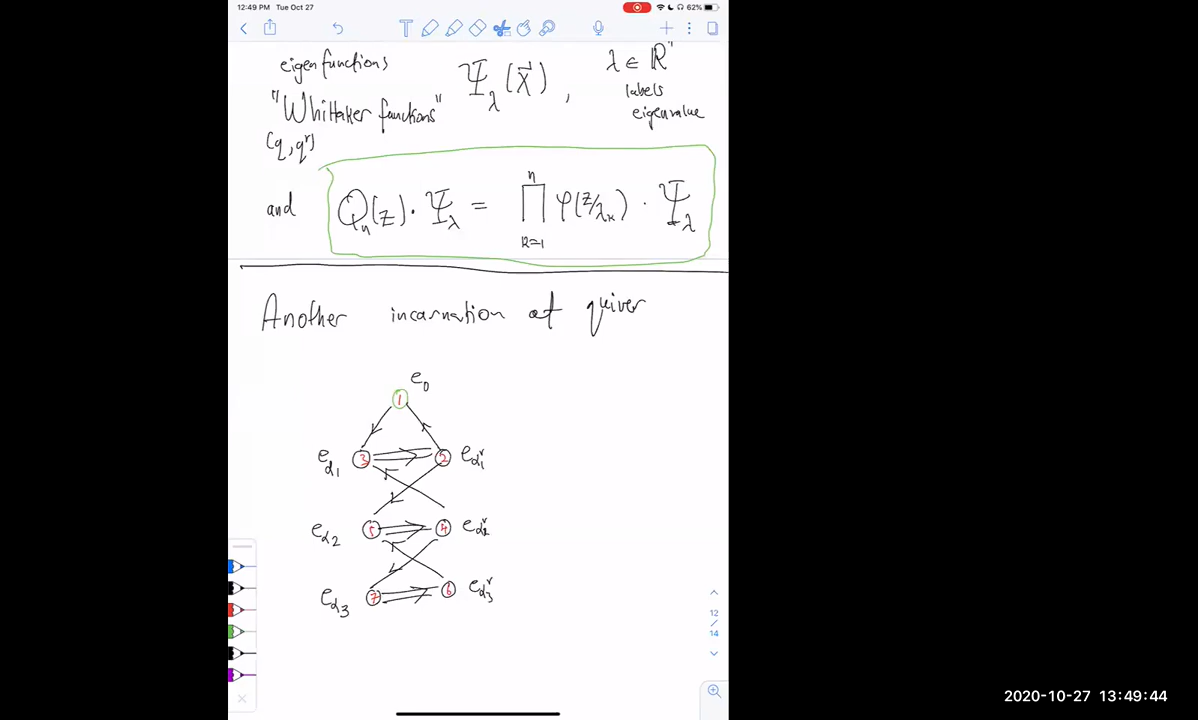 12:49 PM Tue Oct 27
62%
eigenfunctions Ψ_λ(x⃗), λ ∈ ℝⁿ
"Whittaker functions" labels
eigenvalue
(q, qᵛ)
and Q_n(z) · Ψ_λ = ∏_{k=1}^{n} φ(z/λ_k) · Ψ_λ
Another incarnation of quiver
e_0
1
e_{α_1} 3 2 e_{α_1^v}
e_{α_2} 5 4 e_{α_2^v}
e_{α_3} 7 6 e_{α_3^v}
12
/
14
2020-10-27 13:49:44